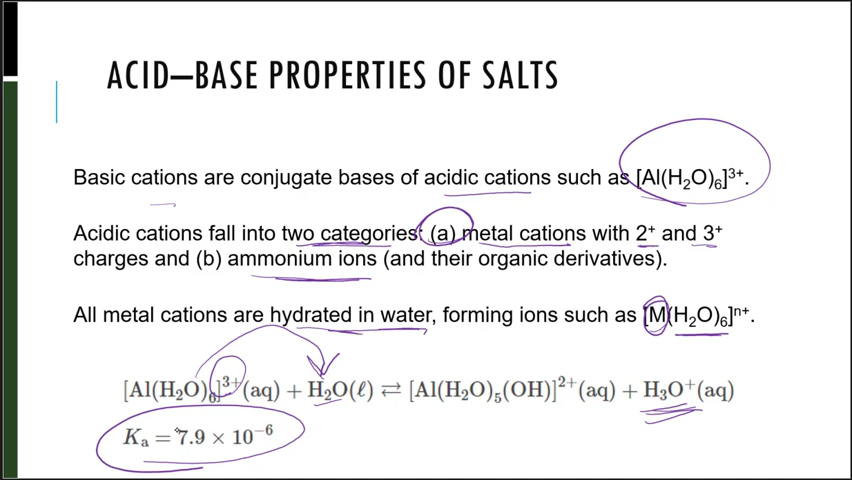 ACID—BASE PROPERTIES OF SALTS
Basic cations are conjugate bases of acidic cations such as [Al(H₂O)₆]³⁺.
Acidic cations fall into two categories: (a) metal cations with 2⁺ and 3⁺
charges and (b) ammonium ions (and their organic derivatives).
All metal cations are hydrated in water, forming ions such as [M(H₂O)₆]ⁿ⁺.
[Al(H₂O)₆]³⁺(aq) + H₂O(ℓ) ⇄ [Al(H₂O)₅(OH)]²⁺(aq) + H₃O⁺(aq)
Kₐ = 7.9 × 10⁻⁶